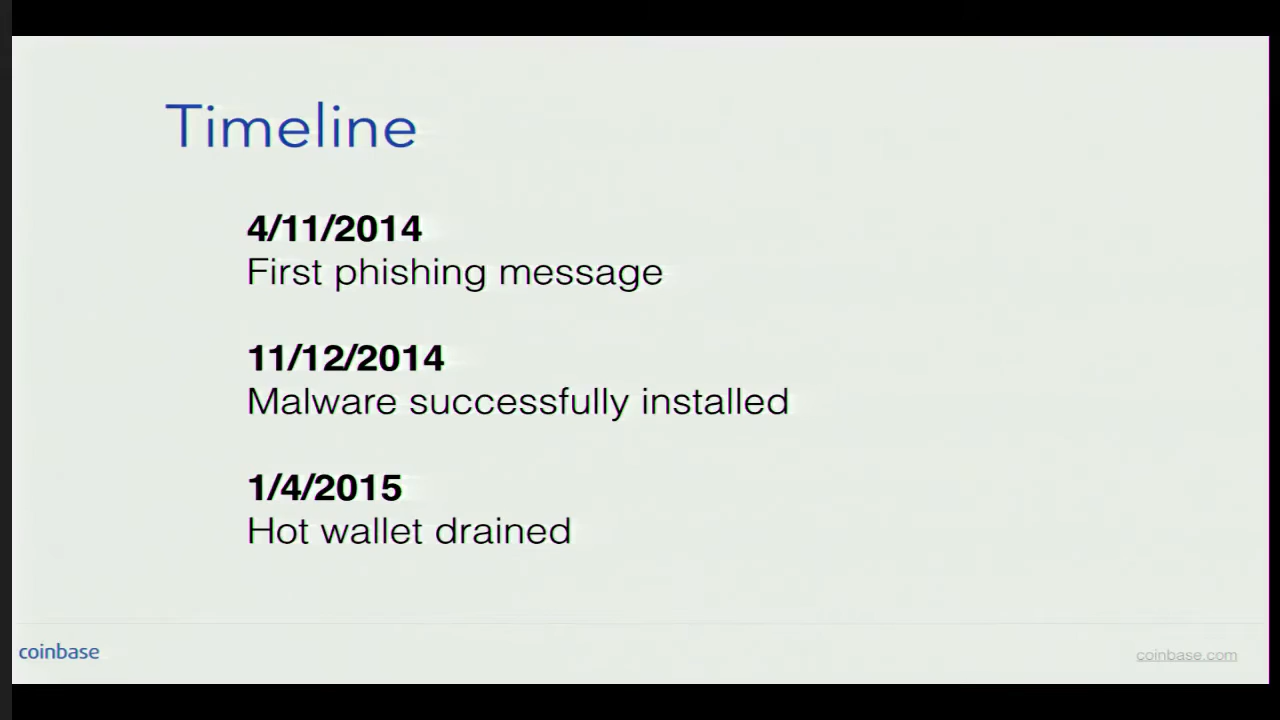 Timeline
4/11/2014
First phishing message
11/12/2014
Malware successfully installed
1/4/2015
Hot wallet drained
coinbase
coinbase.com